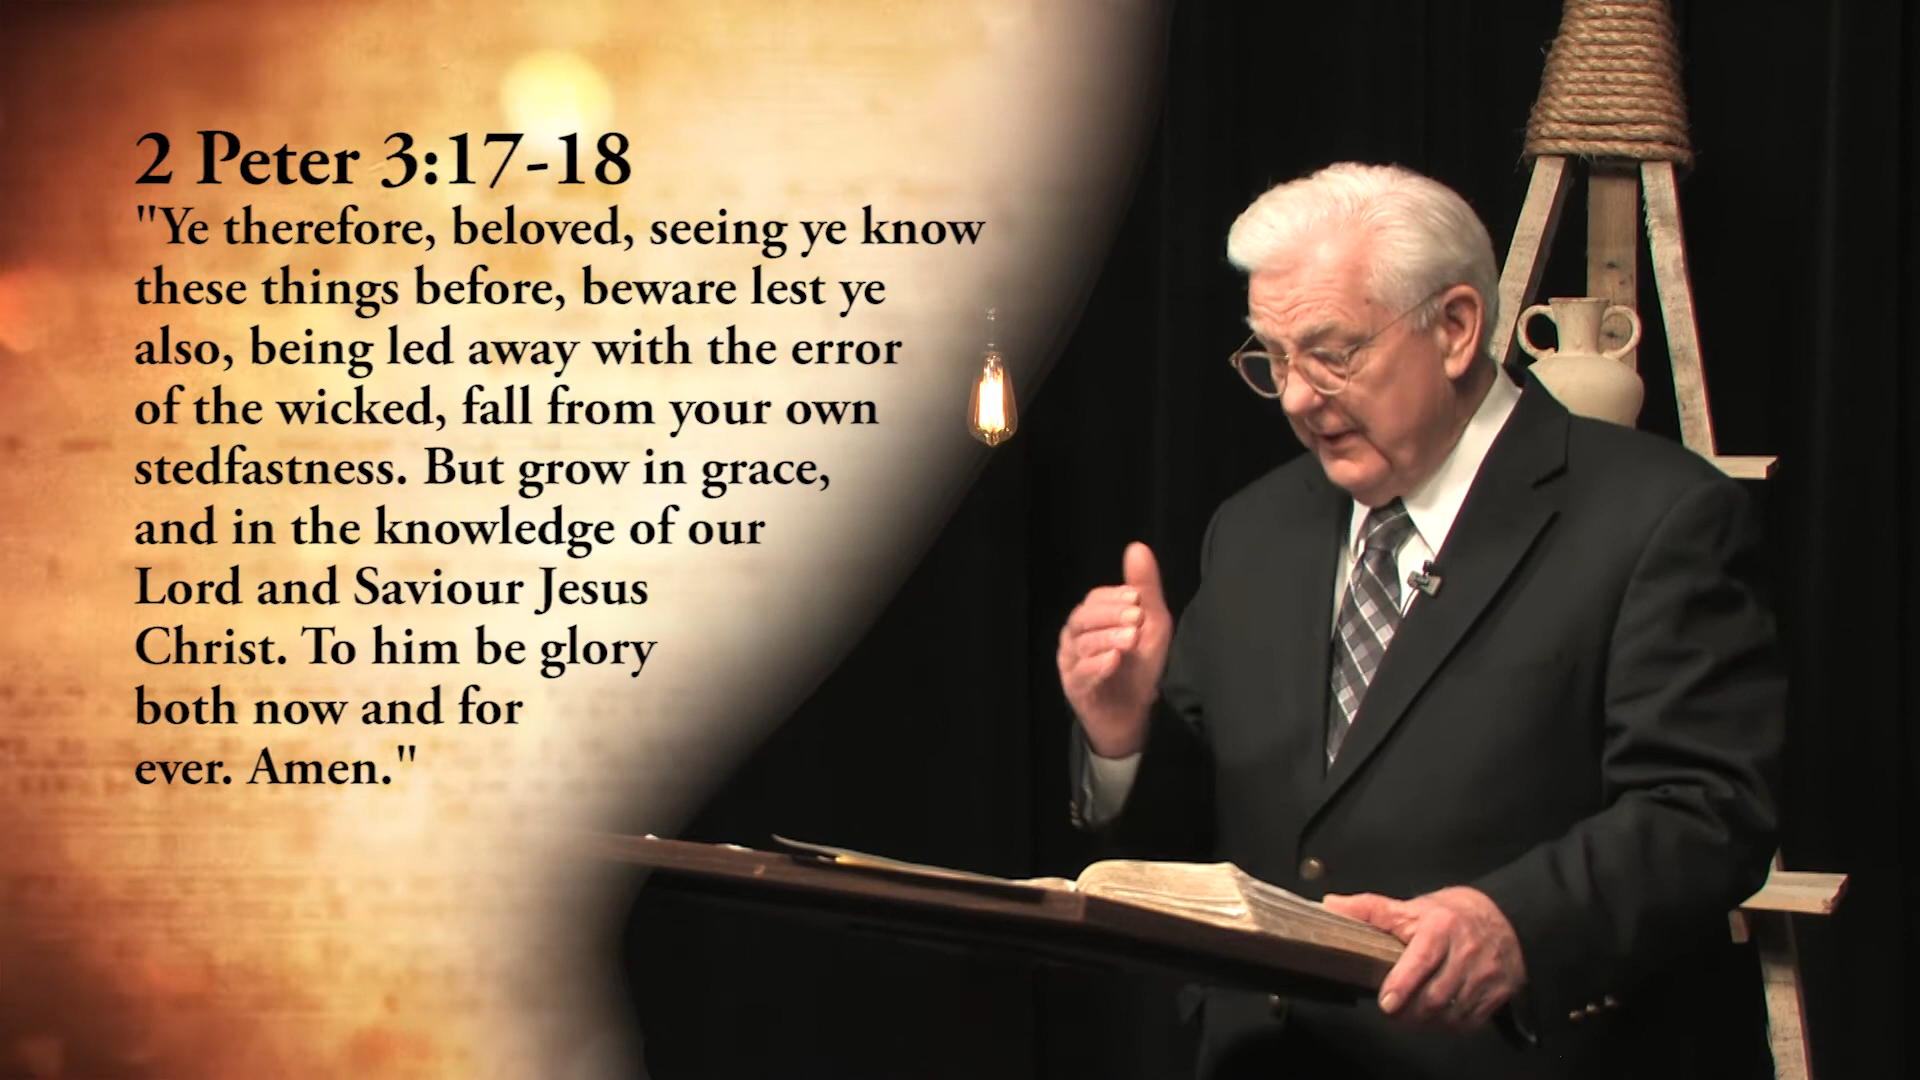 2 Peter 3:17-18
"Ye therefore, beloved, seeing ye know
these things before, beware lest ye
also, being led away with the error
of the wicked, fall from your own
stedfastness. But grow in grace,
and in the knowledge of our
Lord and Saviour Jesus
Christ. To him be glory
both now and for
ever. Amen."